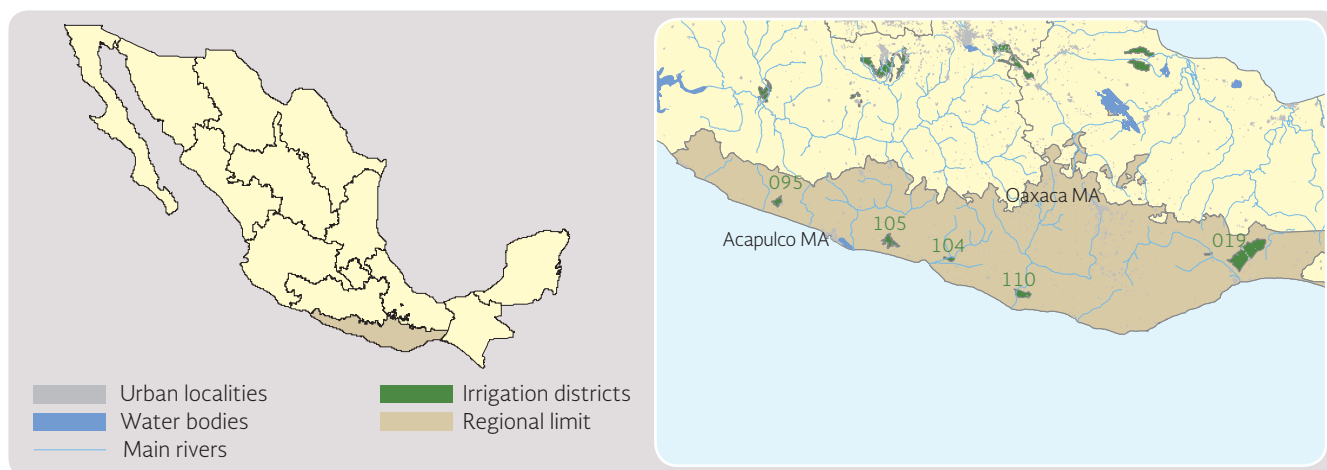 095
Oaxaca MA
Acapulco MA
105
104
019
110
Urban localities
Irrigation districts
Water bodies
Regional limit
Main rivers